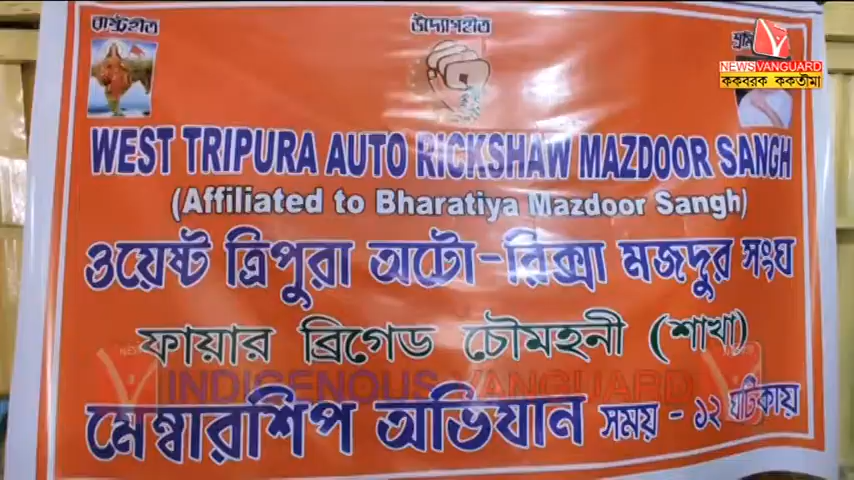 রাষ্ট্রহীত
উদ্যোগহীত
শ্রমি
NEWS VANGUARD
ককবরক ককতীমা
WEST TRIPURA AUTO RICKSHAW MAZDOOR SANGH
(Affiliated to Bharatiya Mazdoor Sangh)
ওয়েষ্ট ত্রিপুরা অটো-রিক্সা মজদুর সংঘ
ফায়ার ব্রিগেড চৌমহনী (শাখা)
INDIGENOUS VANGUARD
মেম্বারশিপ অভিযান সময় - ১২ ঘটিকায়